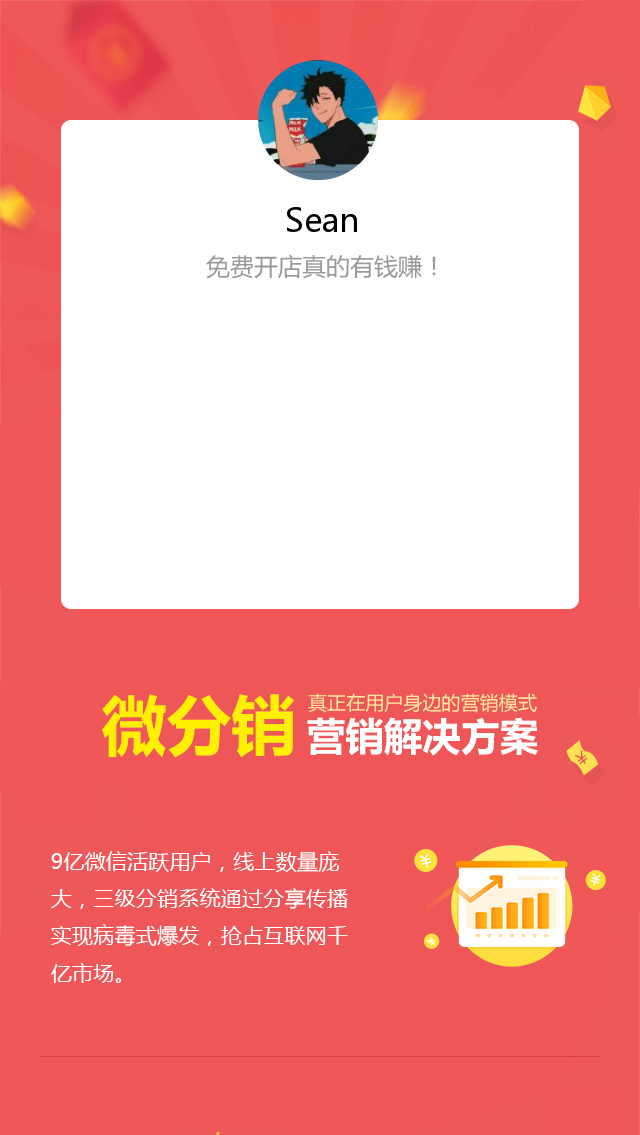 Sean
免费开店真的有钱赚！
微分销
真正在用户身边的营销模式
营销解决方案
9亿微信活跃用户，线上数量庞
大，三级分销系统通过分享传播
实现病毒式爆发，抢占互联网千
亿市场。